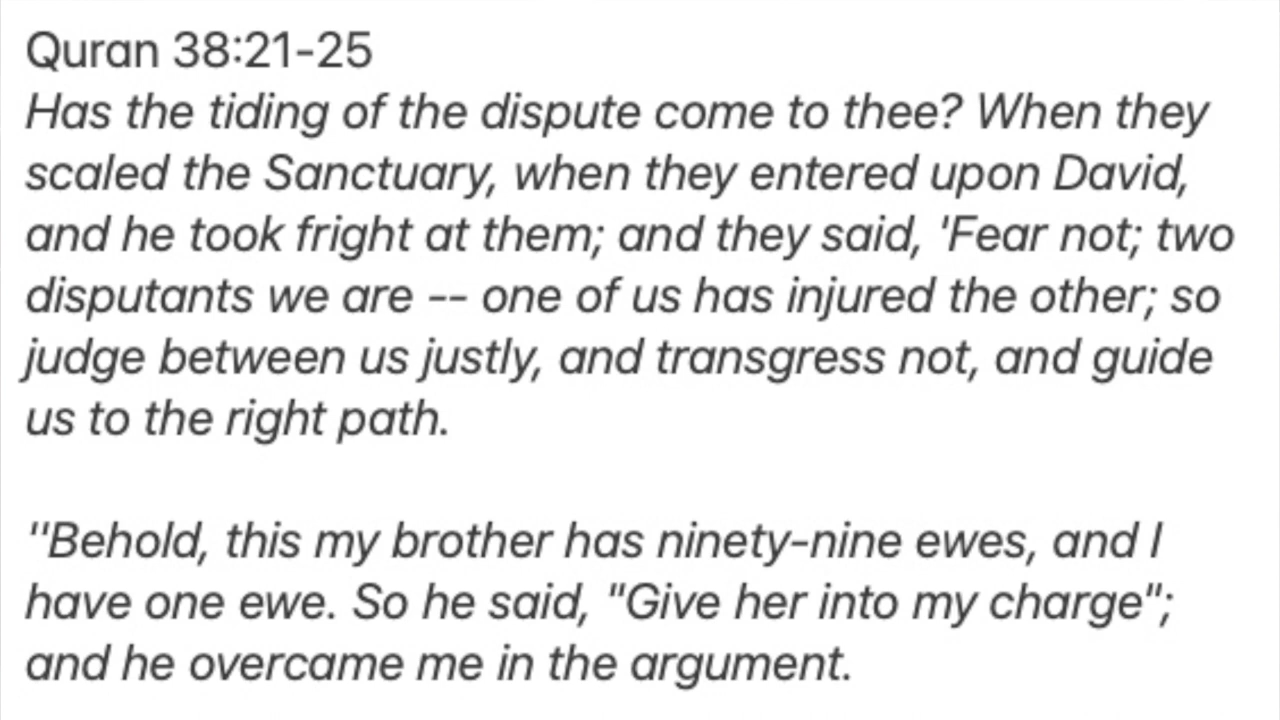 Quran 38:21-25
Has the tiding of the dispute come to thee? When they
scaled the Sanctuary, when they entered upon David,
and he took fright at them; and they said, 'Fear not; two
disputants we are -- one of us has injured the other; so
judge between us justly, and transgress not, and guide
us to the right path.
"Behold, this my brother has ninety-nine ewes, and I
have one ewe. So he said, "Give her into my charge";
and he overcame me in the argument.